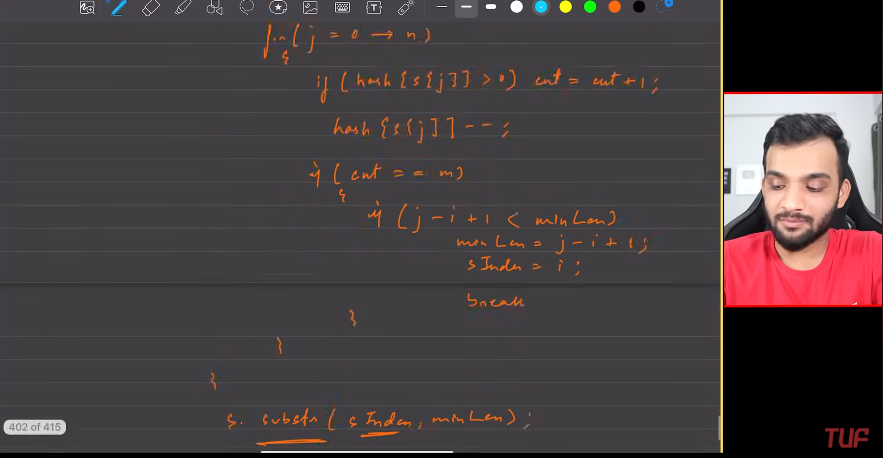 for( j = 0 → n)
{
if ( hash[s[j]] > 0) cnt = cnt + 1;
hash[s[j]] --;
if ( cnt == m)
{
if (j - i + 1 < minLen)
minLen = j - i + 1;
sIndex = i;
break
}
}
}
s. substr( sIndex, minLen);
402 of 415
TUF